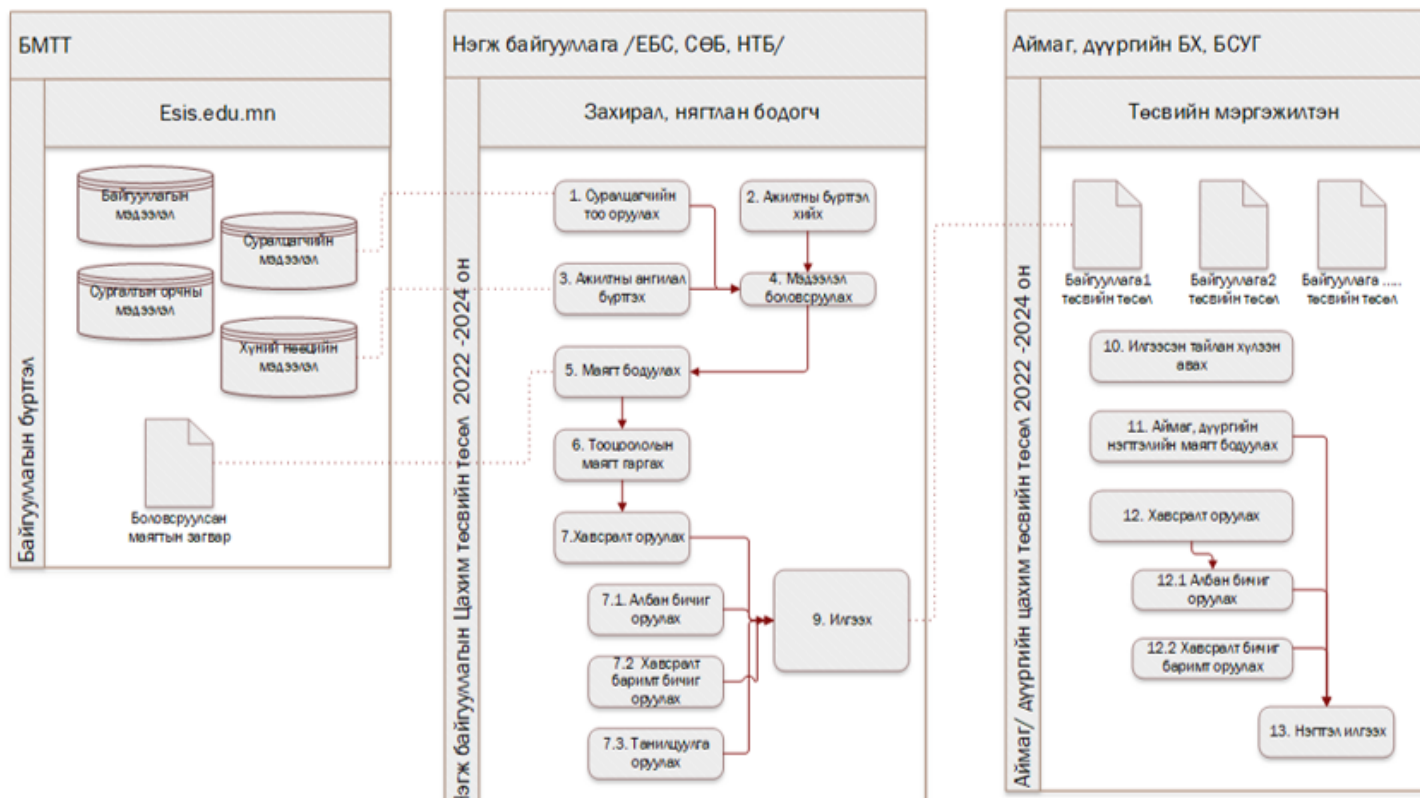 БМТТ
Байгууллагын бүртгэл
Esis.edu.mn
Байгууллагын
мэдээлэл
Суралцагчийн
мэдээлэл
Сургалтын орчны
мэдээлэл
Хүний нөөцийн
мэдээлэл
Боловсруулсан
маягтын загвар
Нэгж байгууллага /ЕБС, СӨБ, НТБ/
Нэгж байгууллагын Цахим төсвийн төсөл 2022 -2024 он
Захирал, нягтлан бодогч
1. Суралцагчийн
тоо оруулах
2. Ажилтны бүртгэл
хийх
3. Ажилтны ангилал
бүртгэх
4. Мэдээлэл
боловсруулах
5. Маягт бодуулах
6. Тооцоололын
маягт гаргах
7.Хавсралт оруулах
7.1. Албан бичиг
оруулах
7.2 Хавсралт
баримт бичиг
оруулах
7.3. Танилцуулга
оруулах
9. Илгээх
Аймаг, дүүргийн БХ, БСУГ
Аймаг/ дүүргийн цахим төсвийн төсөл 2022 -2024 он
Төсвийн мэргэжилтэн
Байгууллага1
төсвийн төсөл
Байгууллага2
төсвийн төсөл
Байгууллага .....
төсвийн төсөл
10. Илгээсэн тайлан хүлээн
авах
11. Аймаг, дүүргийн
нэгтгэлийн маягт бодуулах
12. Хавсралт оруулах
12.1 Албан бичиг
оруулах
12.2 Хавсралт бичиг
баримт оруулах
13. Нэгтгэл илгээх